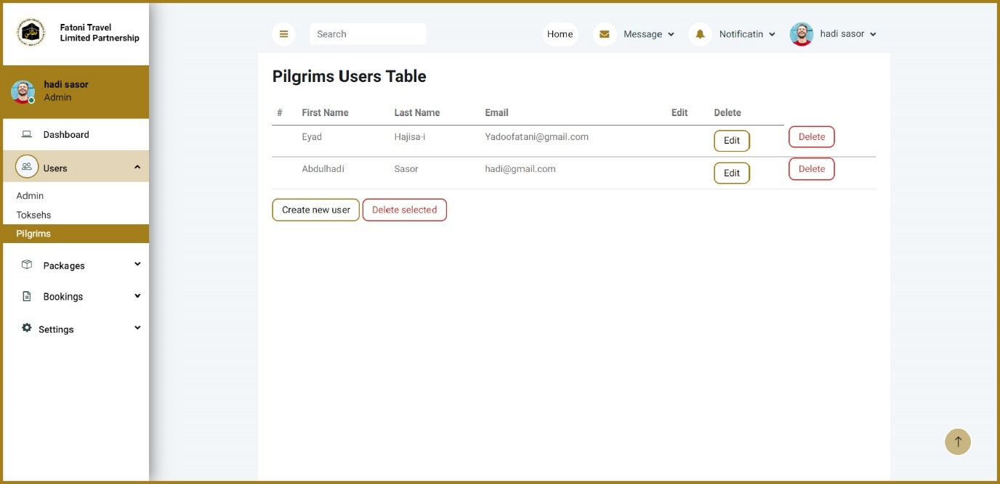 Fatoni Travel
Limited Partnership
hadi sasor
Admin
Dashboard
Users
Admin
Toksehs
Pilgrims
Packages
Bookings
Settings
Search
Home
Message
Notificatin
hadi sasor
Pilgrims Users Table
# First Name Last Name Email Edit Delete
Eyad Hajisa-i Yadoofatani@gmail.com Edit Delete
Abdulhadi Sasor hadi@gmail.com Edit Delete
Create new user Delete selected